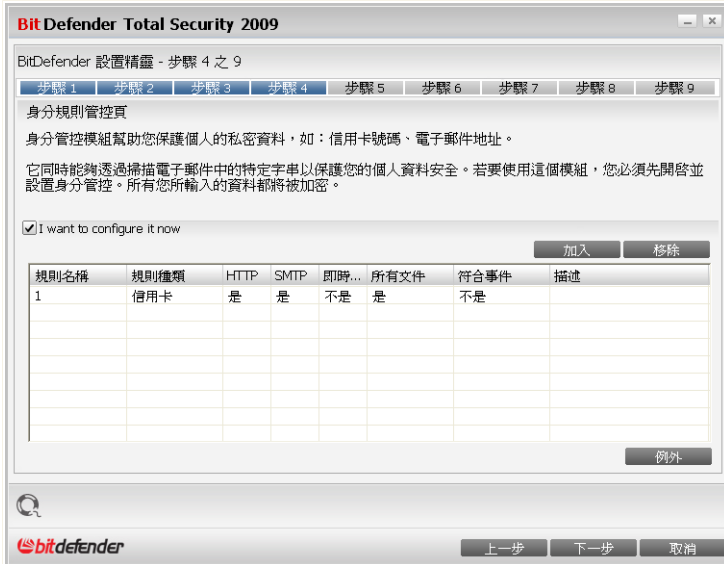 BitDefender Total Security 2009
BitDefender 設置精靈 - 步驟 4 之 9
步驟 1 步驟 2 步驟 3 步驟 4 步驟 5 步驟 6 步驟 7 步驟 8 步驟 9
身分規則管控頁
身分管控模組幫助您保護個人的私密資料，如：信用卡號碼、電子郵件地址。
它同時能夠透過掃描電子郵件中的特定字串以保護您的個人資料安全。若要使用這個模組，您必須先開啟並
設置身分管控。所有您所輸入的資料都將被加密。
I want to configure it now
加入 移除
規則名稱 規則種類 HTTP SMTP 即時... 所有文件 符合事件 描述
1 信用卡 是 是 不是 是 不是
例外
bitdefender
上一步 下一步 取消